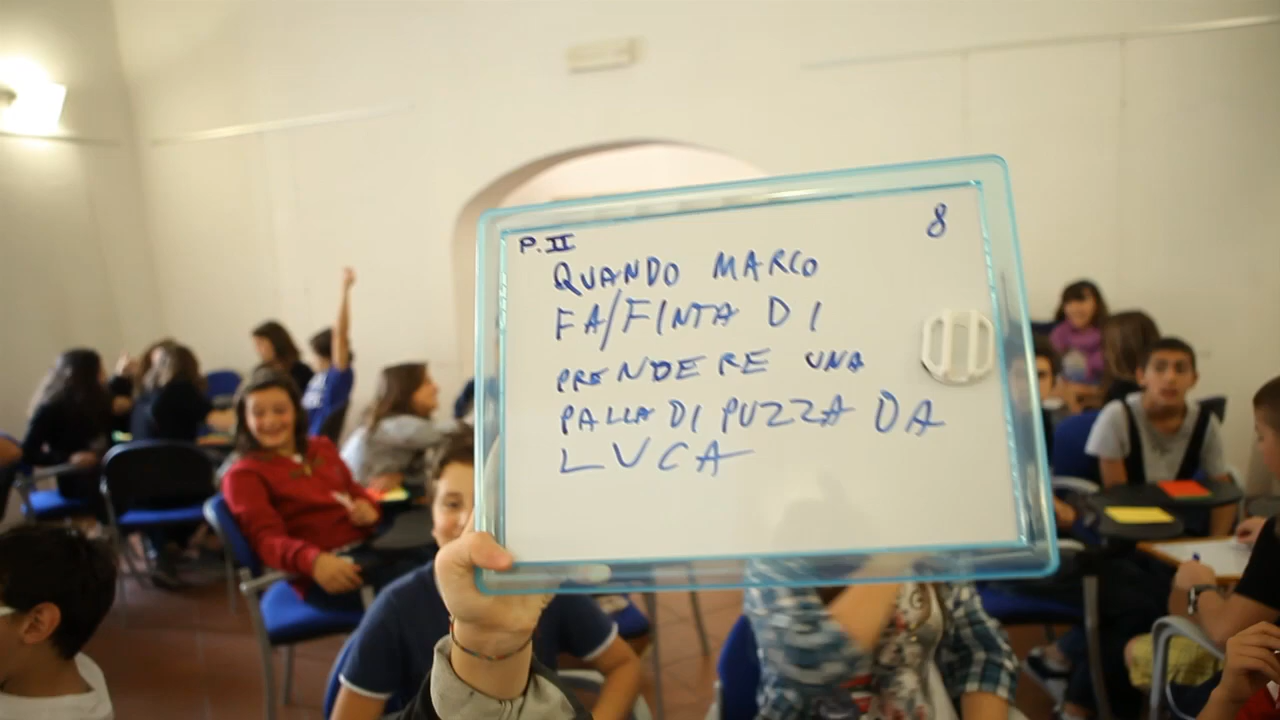 P.II 8
QUANDO MARCO
FA/FINTA DI
PRENDERE UNA
PALLA DI PUZZA DA
LUCA